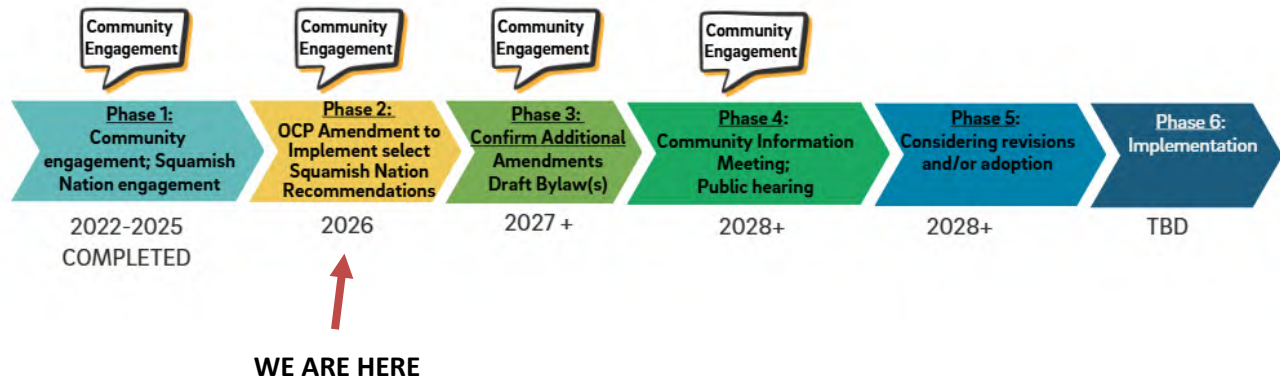 Community
Engagement
Community
Engagement
Community
Engagement
Community
Engagement
Phase 1:
Community
engagement; Squamish
Nation engagement
Phase 2:
OCP Amendment to
Implement select
Squamish Nation
Recommendations
Phase 3:
Confirm Additional
Amendments
Draft Bylaw(s)
Phase 4:
Community Information
Meeting;
Public hearing
Phase 5:
Considering revisions
and/or adoption
Phase 6:
Implementation
2022-2025
COMPLETED
2026
2027 +
2028+
2028+
TBD
WE ARE HERE